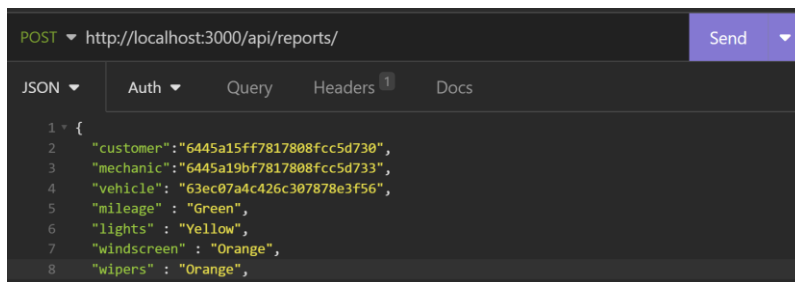 POST http://localhost:3000/api/reports/ Send
JSON Auth Query Headers 1 Docs
1 {
2 "customer":"6445a15ff7817808fcc5d730",
3 "mechanic":"6445a19bf7817808fcc5d733",
4 "vehicle": "63ec07a4c426c307878e3f56",
5 "mileage" : "Green",
6 "lights" : "Yellow",
7 "windscreen" : "Orange",
8 "wipers" : "Orange",